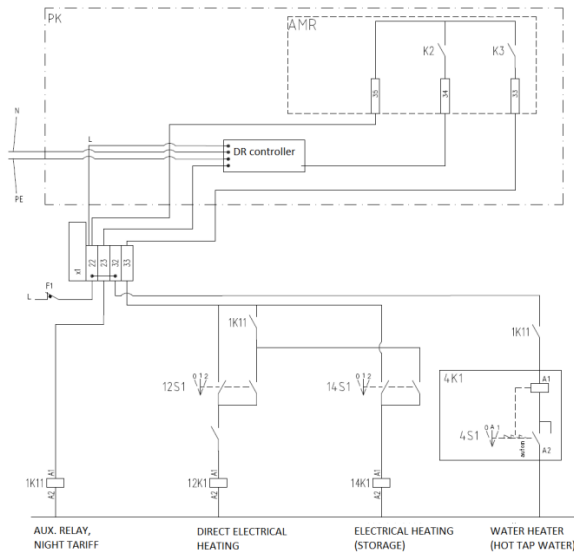 PK
AMR
K2
K3
35
34
33
N
L
DR controller
PE
x1
22
23
32
33
F1
L
1K11
1K11
0 1 2
12S1
0 1 2
14S1
4K1
A1
0 A 1
4S1
auton
A2
A1
1K11
A2
A1
12K1
A2
A1
14K1
A2
AUX. RELAY,
NIGHT TARIFF
DIRECT ELECTRICAL
HEATING
ELECTRICAL HEATING
(STORAGE)
WATER HEATER
(HOT TAP WATER)